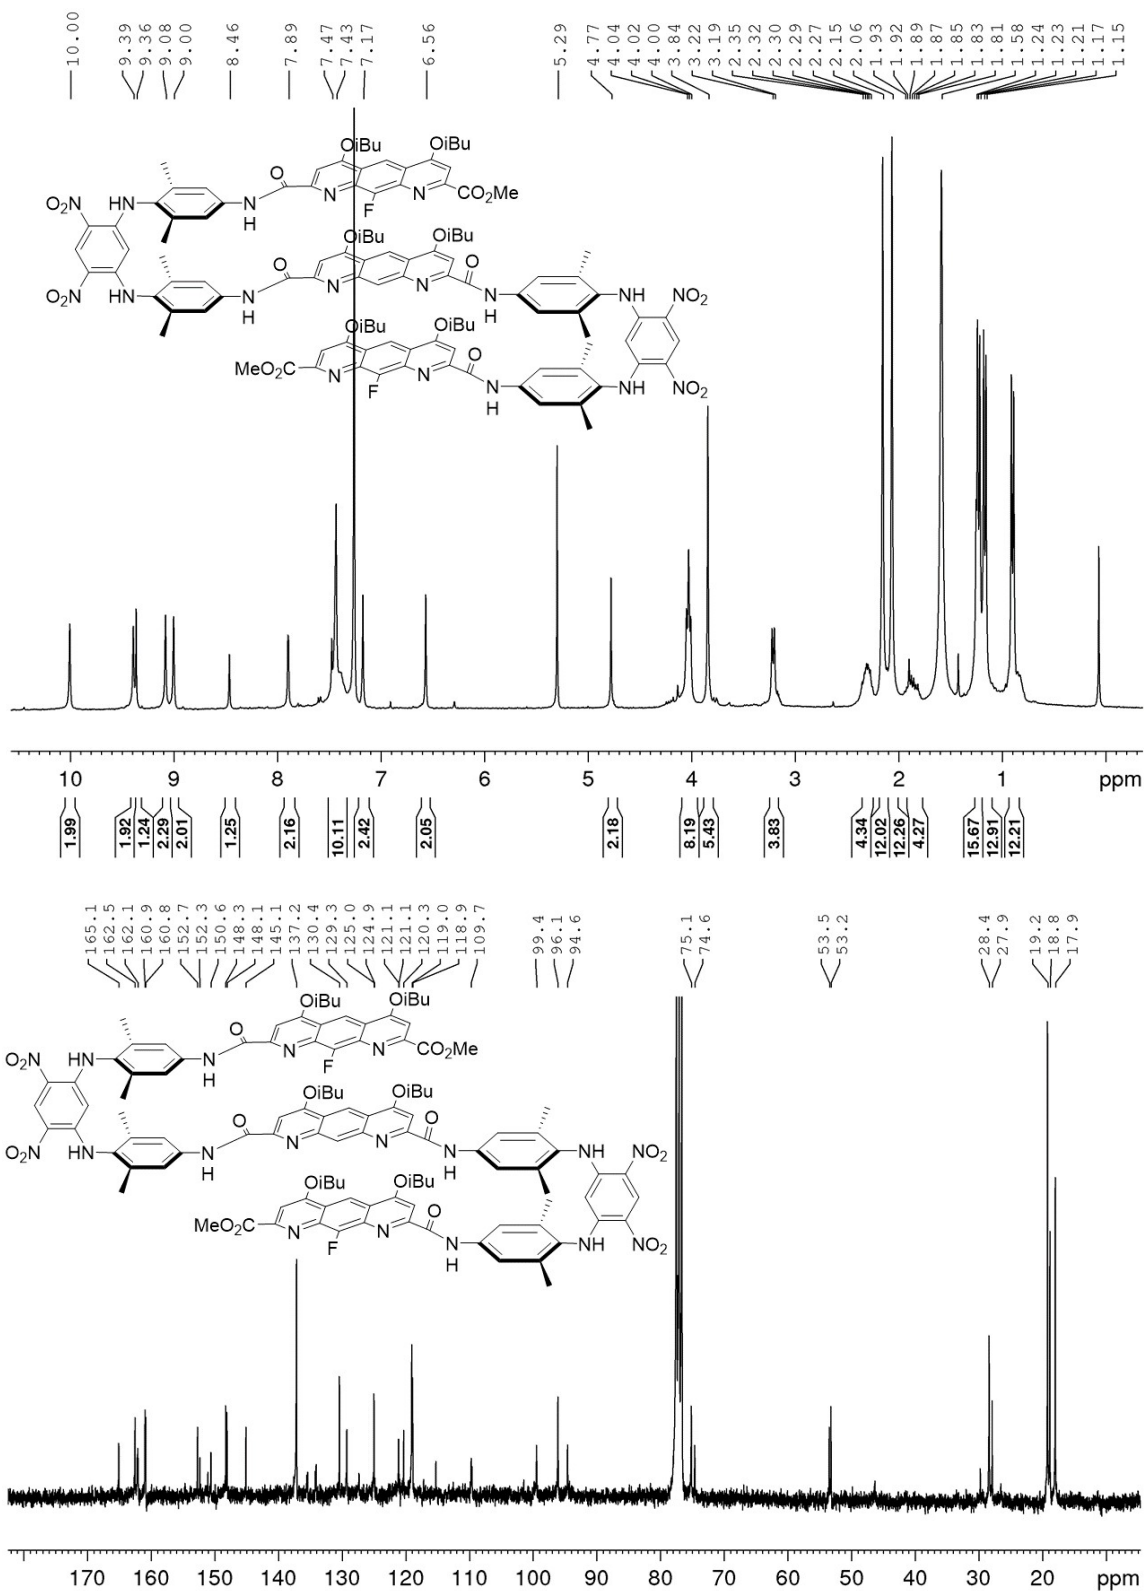 10.00 9.39 9.36 9.08 9.00 8.46 7.89 7.47 7.43 7.17 6.56 5.29 4.77 4.04 4.02 4.00 3.84 3.22 3.19 2.35 2.32 2.30 2.29 2.27 2.15 2.06 1.93 1.92 1.89 1.87 1.85 1.83 1.81 1.58 1.24 1.23 1.21 1.17 1.15
OiBu OiBu
O
O2N HN N N N CO2Me
H F
OiBu OiBu
O O
O2N HN N N N N HN NO2
H H
OiBu OiBu
O
MeO2C N N N HN NO2
F H
10 9 8 7 6 5 4 3 2 1 ppm
1.99 1.92 1.24 2.29 2.01 1.25 2.16 10.11 2.42 2.05 2.18 8.19 5.43 3.83 4.34 12.02 12.26 4.27 15.67 12.91 12.21
165.1 162.5 162.1 160.9 160.8 152.7 152.3 150.6 148.3 148.1 145.1 137.2 130.4 129.3 125.0 124.9 121.1 121.1 120.3 119.0 118.9 109.7 99.4 96.1 94.6 75.1 74.6 53.5 53.2 28.4 27.9 19.2 18.8 17.9
OiBu OiBu
O
O2N HN N N N CO2Me
H F
OiBu OiBu
O O
O2N HN N N N N HN NO2
H H
OiBu OiBu
O
MeO2C N N N HN NO2
F H
170 160 150 140 130 120 110 100 90 80 70 60 50 40 30 20 ppm